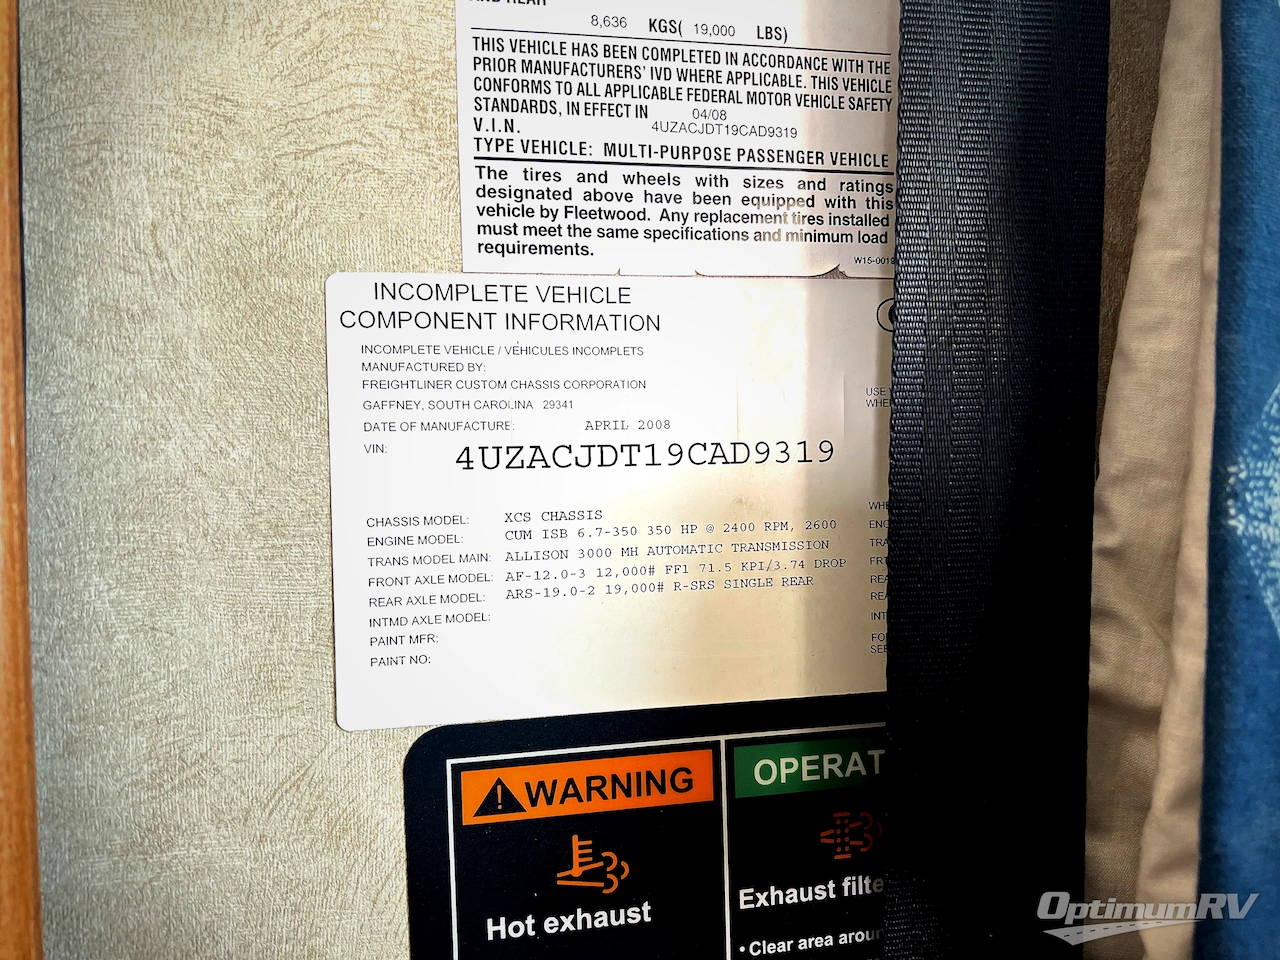 8,636 KGS( 19,000 LBS)
THIS VEHICLE HAS BEEN COMPLETED IN ACCORDANCE WITH THE
PRIOR MANUFACTURERS' IVD WHERE APPLICABLE. THIS VEHICLE
CONFORMS TO ALL APPLICABLE FEDERAL MOTOR VEHICLE SAFETY
STANDARDS, IN EFFECT IN 04/08
V.I.N. 4UZACJDT19CAD9319
TYPE VEHICLE: MULTI-PURPOSE PASSENGER VEHICLE
The tires and wheels with sizes and ratings
designated above have been equipped with this
vehicle by Fleetwood. Any replacement tires installed
must meet the same specifications and minimum load
requirements.
INCOMPLETE VEHICLE
COMPONENT INFORMATION
INCOMPLETE VEHICLE / VÉHICULES INCOMPLETS
MANUFACTURED BY:
FREIGHTLINER CUSTOM CHASSIS CORPORATION
GAFFNEY, SOUTH CAROLINA 29341
DATE OF MANUFACTURE: APRIL 2008
VIN: 4UZACJDT19CAD9319
CHASSIS MODEL: XCS CHASSIS
ENGINE MODEL: CUM ISB 6.7-350 350 HP @ 2400 RPM, 2600
TRANS MODEL MAIN: ALLISON 3000 MH AUTOMATIC TRANSMISSION
FRONT AXLE MODEL: AF-12.0-3 12,000# FF1 71.5 KPI/3.74 DROP
REAR AXLE MODEL: ARS-19.0-2 19,000# R-SRS SINGLE REAR
INTMD AXLE MODEL:
PAINT MFR:
PAINT NO:
WARNING
Hot exhaust
OPERAT
Exhaust filte
• Clear area arou
OptimumRV